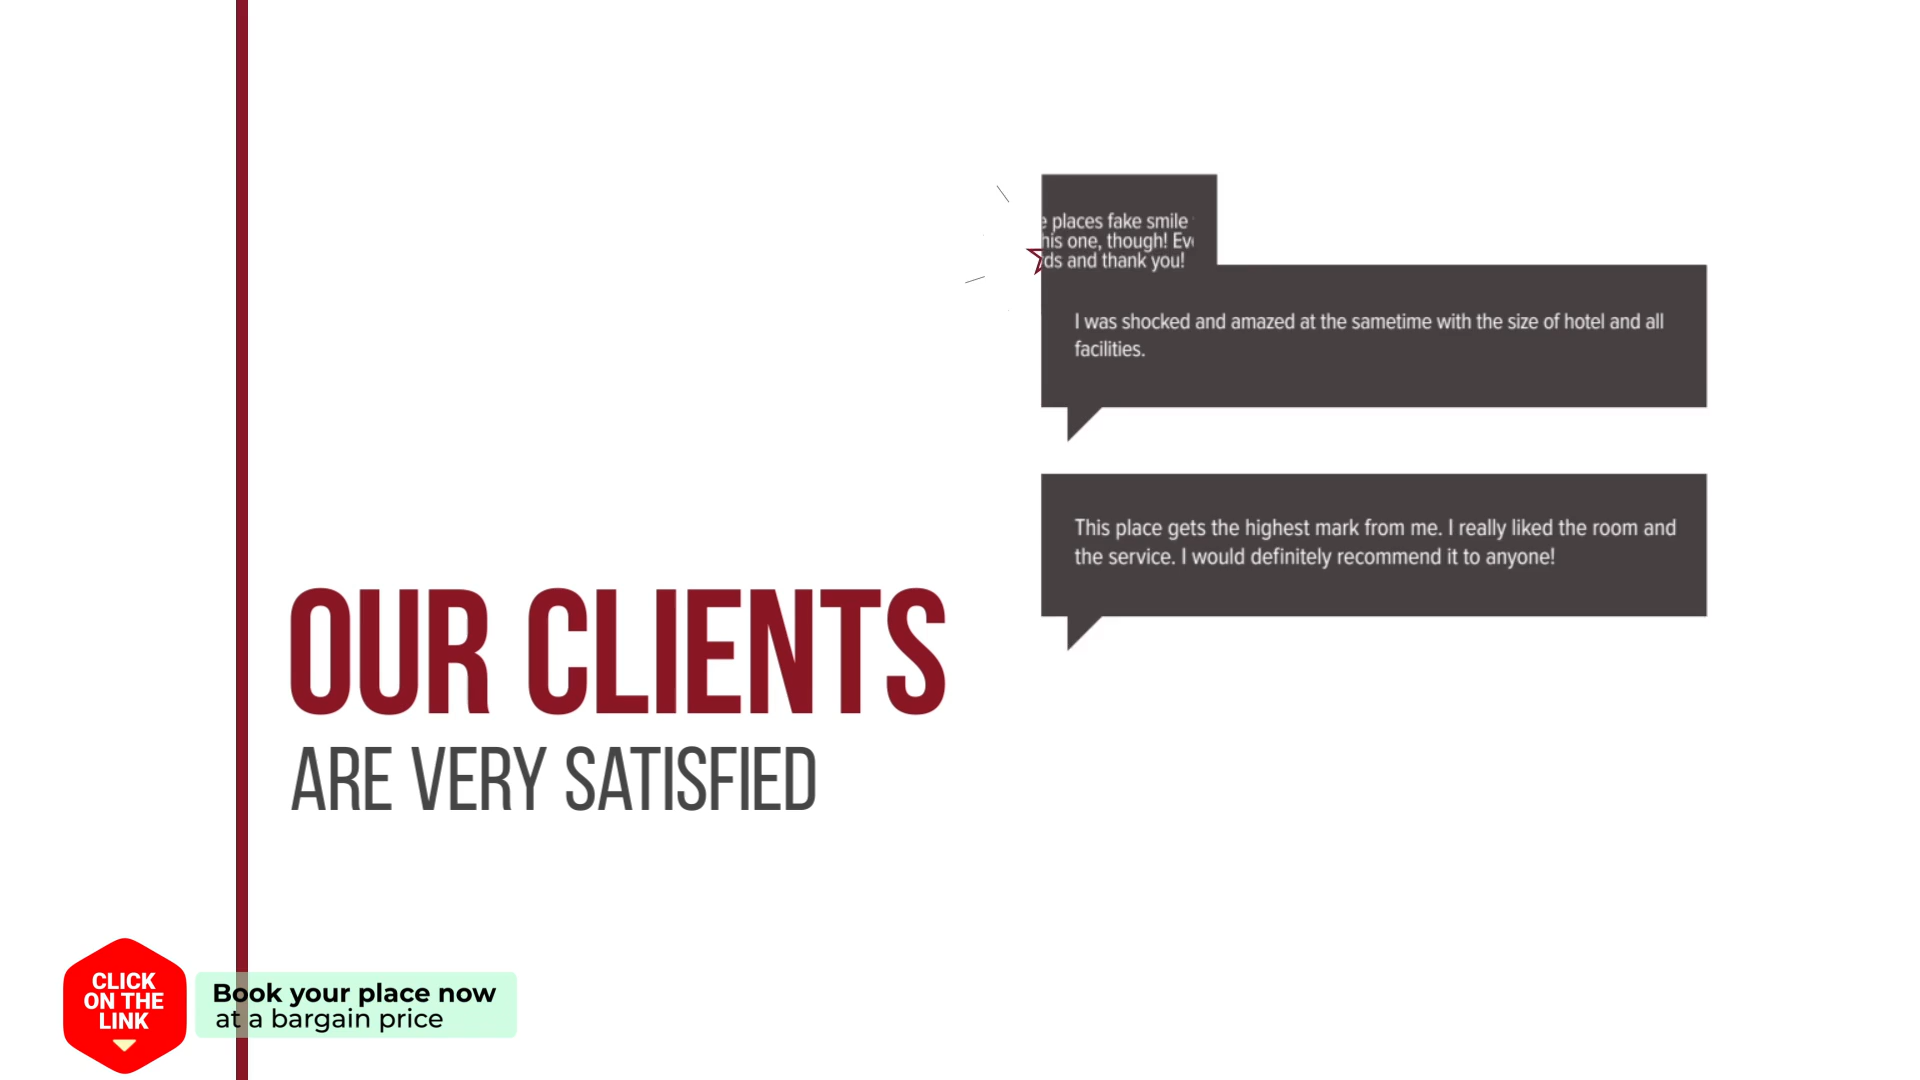 places fake smile
his one, though!
and thank you!
I was shocked and amazed at the sametime with the size of hotel and all
facilities.
This place gets the highest mark from me. I really liked the room and
the service. I would definitely recommend it to anyone!
OUR CLIENTS
ARE VERY SATISFIED
CLICK
ON THE
LINK
Book your place now
at a bargain price